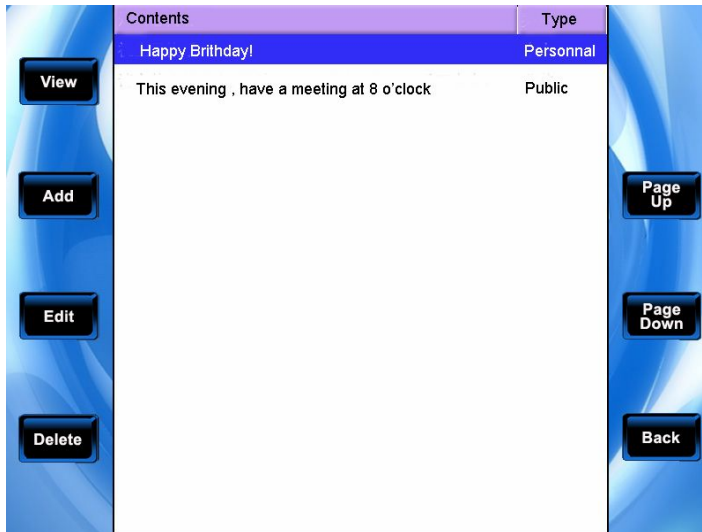 Contents Type
Happy Brithday! Personnal
View
This evening , have a meeting at 8 o'clock Public
Add
Page
Up
Edit
Page
Down
Delete
Back